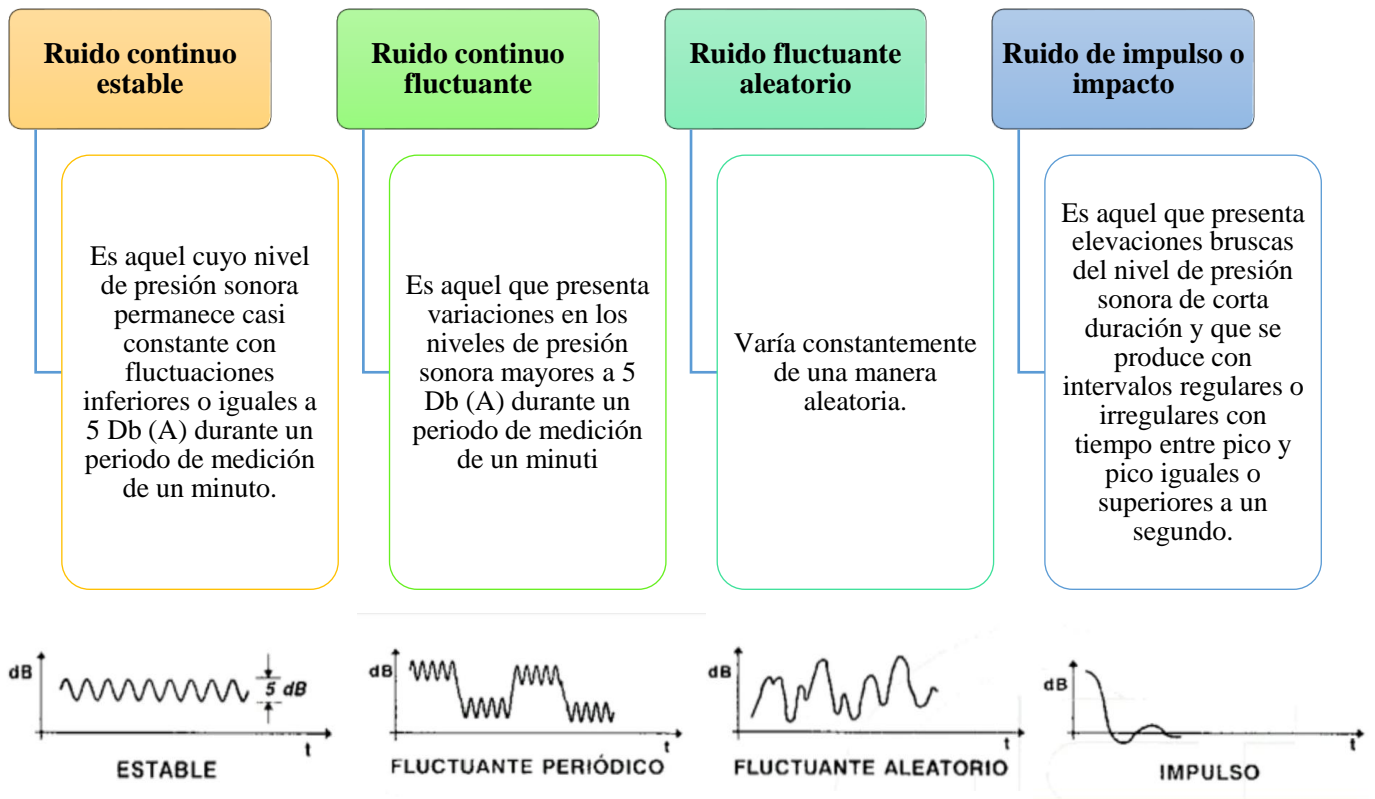 Ruido continuo
estable
Es aquel cuyo nivel
de presión sonora
permanece casi
constante con
fluctuaciones
inferiores o iguales a
5 Db (A) durante un
periodo de medición
de un minuto.
Ruido continuo
fluctuante
Es aquel que presenta
variaciones en los
niveles de presión
sonora mayores a 5
Db (A) durante un
periodo de medición
de un minuti
Ruido fluctuante
aleatorio
Varía constantemente
de una manera
aleatoria.
Ruido de impulso o
impacto
Es aquel que presenta
elevaciones bruscas
del nivel de presión
sonora de corta
duración y que se
produce con
intervalos regulares o
irregulares con
tiempo entre pico y
pico iguales o
superiores a un
segundo.
dB
5 dB
t
ESTABLE
dB
t
FLUCTUANTE PERIÓDICO
dB
t
FLUCTUANTE ALEATORIO
dB
t
IMPULSO